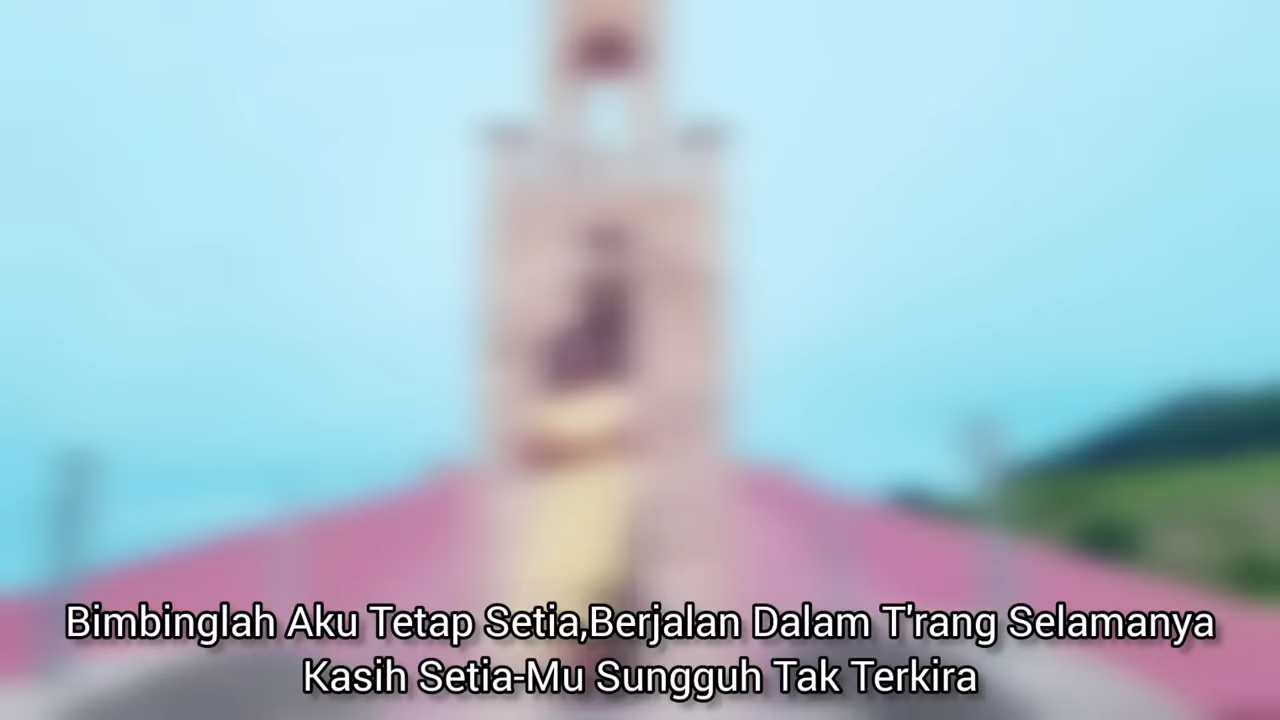 Bimbinglah Aku Tetap Setia,Berjalan Dalam T'rang Selamanya
Kasih Setia-Mu Sungguh Tak Terkira